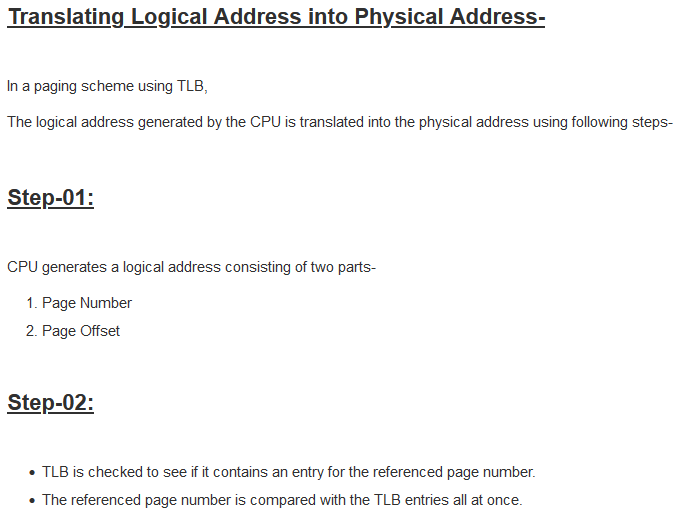 Translating Logical Address into Physical Address-
In a paging scheme using TLB,
The logical address generated by the CPU is translated into the physical address using following steps-
Step-01:
CPU generates a logical address consisting of two parts-
1. Page Number
2. Page Offset
Step-02:
• TLB is checked to see if it contains an entry for the referenced page number.
• The referenced page number is compared with the TLB entries all at once.